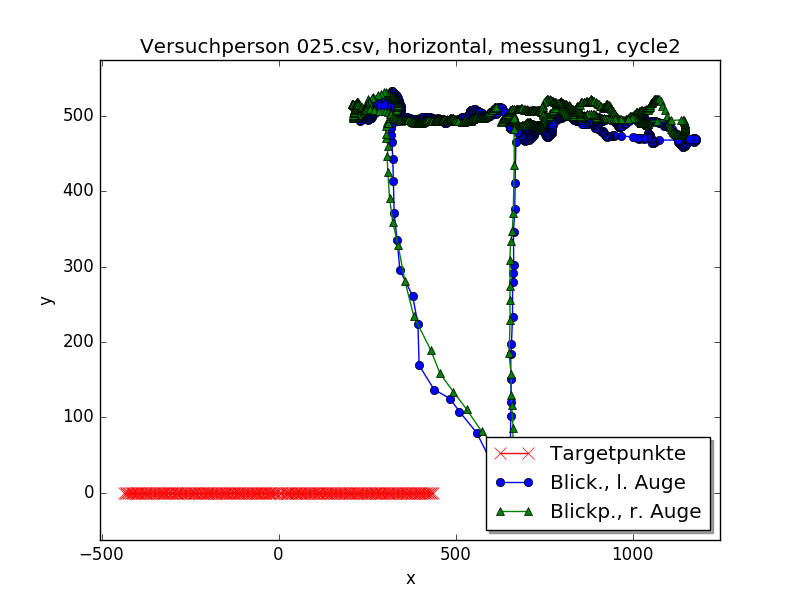 Versuchperson 025.csv, horizontal, messung1, cycle2
500
400
300
200
100
0
y
Targetpunkte
Blick., l. Auge
Blickp., r. Auge
−500
0
500
1000
x